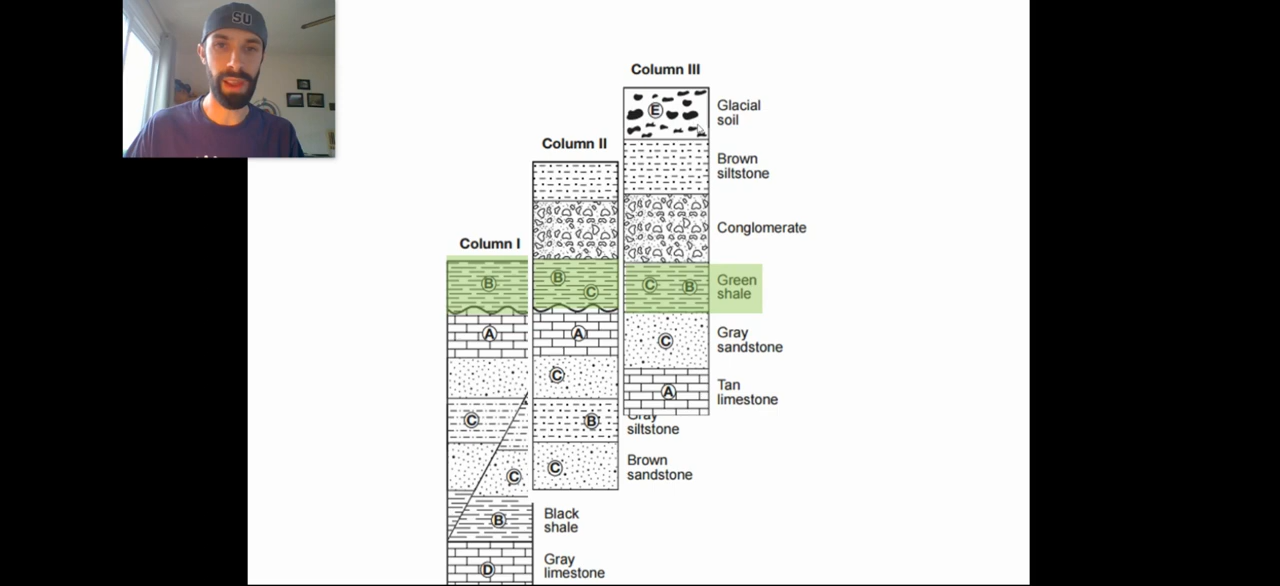 SU
Column III
E
Glacial
soil
Column II
Brown
siltstone
Conglomerate
Column I
B
B
C
C
B
Green
shale
A
A
C
Gray
sandstone
C
A
Tan
limestone
C
B
Gray
siltstone
C
C
Brown
sandstone
B
Black
shale
D
Gray
limestone